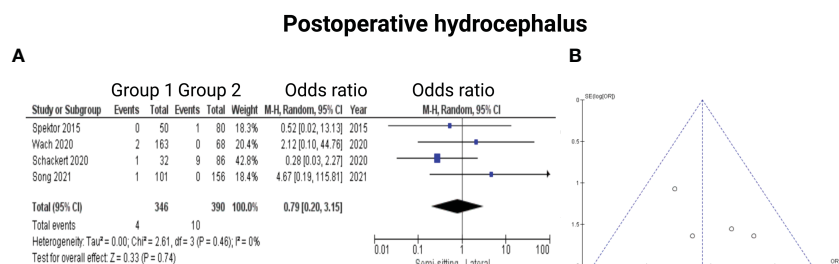 Postoperative hydrocephalus
A
B
Group 1 Group 2 Odds ratio Odds ratio
Study or Subgroup Events Total Events Total Weight M-H, Random, 95% CI Year M-H, Random, 95% CI
Spektor 2015 0 50 1 80 18.3% 0.52 [0.02, 13.13] 2015
Wach 2020 2 163 0 68 20.4% 2.12 [0.10, 44.76] 2020
Schackert 2020 1 32 9 86 42.8% 0.28 [0.03, 2.27] 2020
Song 2021 1 101 0 156 18.4% 4.67 [0.19, 115.81] 2021
Total (95% CI) 346 390 100.0% 0.79 [0.20, 3.15]
Total events 4 10
Heterogeneity: Tau² = 0.00; Chi² = 2.61, df = 3 (P = 0.46); I² = 0%
Test for overall effect: Z = 0.33 (P = 0.74)
0.01 0.1 1 10 100
Semi-sitting Lateral
0
SE(log[OR])
0.5
1
1.5
OR